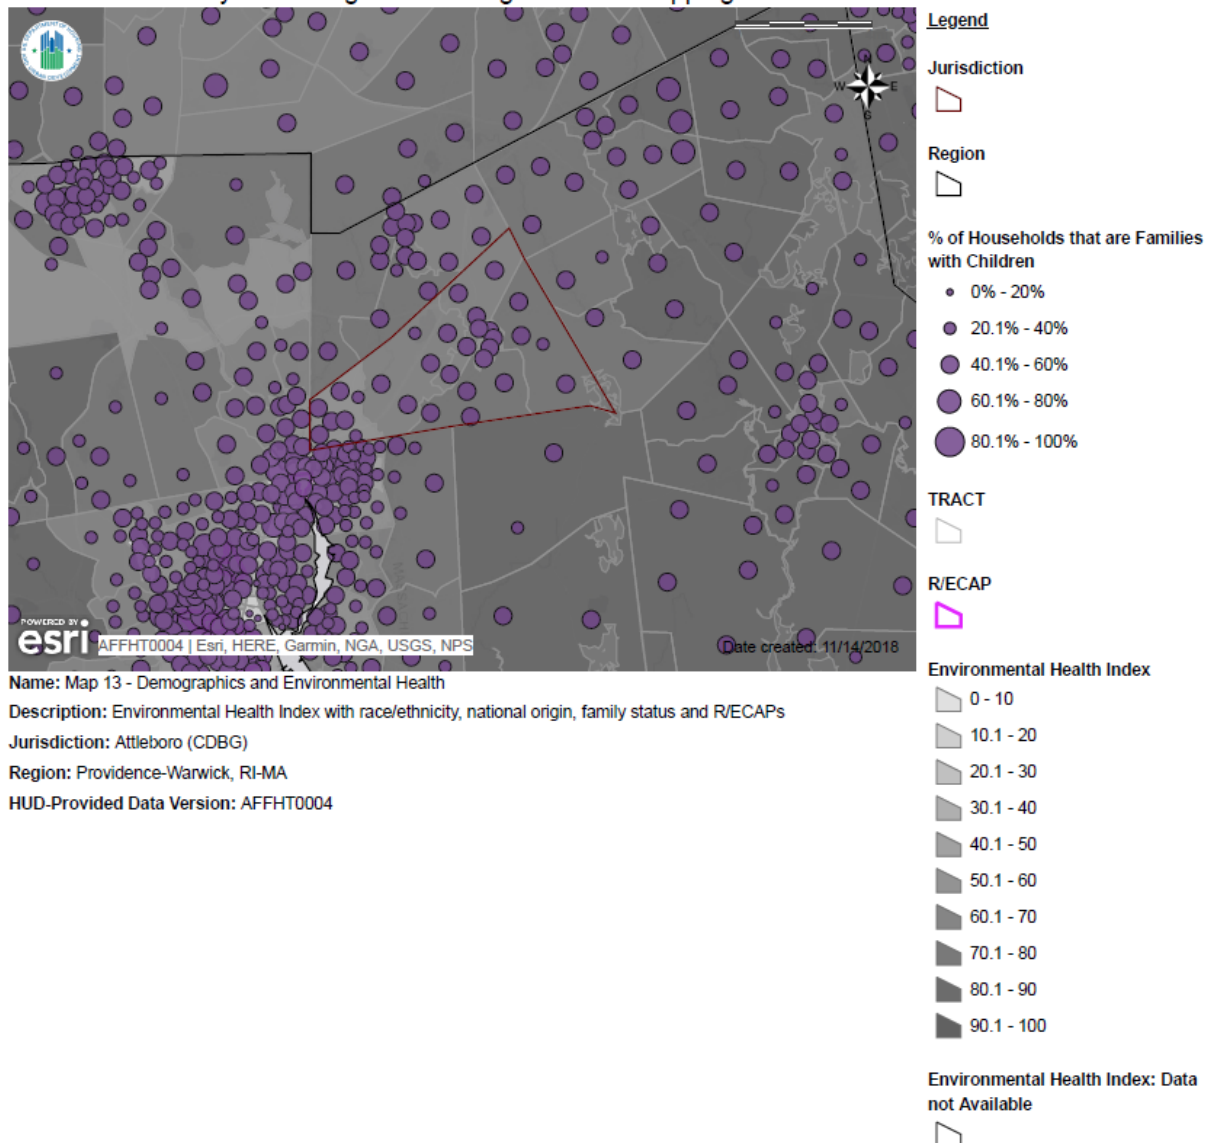 Legend
Jurisdiction
Region
% of Households that are Families
with Children
0% - 20%
20.1% - 40%
40.1% - 60%
60.1% - 80%
80.1% - 100%
TRACT
R/ECAP
Environmental Health Index
0 - 10
10.1 - 20
20.1 - 30
30.1 - 40
40.1 - 50
50.1 - 60
60.1 - 70
70.1 - 80
80.1 - 90
90.1 - 100
Environmental Health Index: Data
not Available
N
W E
S
POWERED BY
esri
AFFHT0004 | Esri, HERE, Garmin, NGA, USGS, NPS
Date created: 11/14/2018
Name: Map 13 - Demographics and Environmental Health
Description: Environmental Health Index with race/ethnicity, national origin, family status and R/ECAPs
Jurisdiction: Attleboro (CDBG)
Region: Providence-Warwick, RI-MA
HUD-Provided Data Version: AFFHT0004